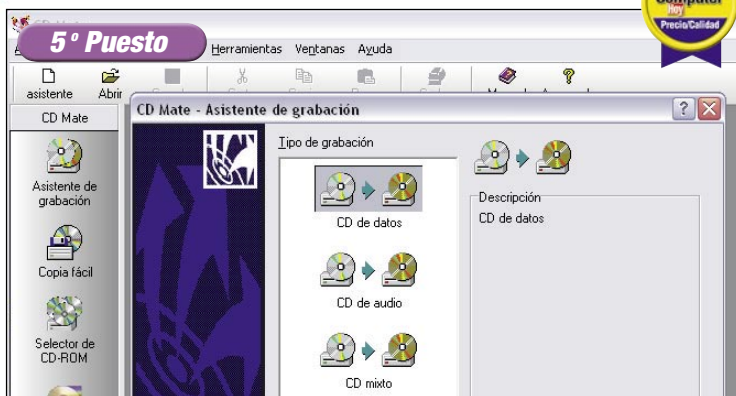 Computer
Hoy
Precio/Calidad
5º Puesto
Herramientas Ventanas Ayuda
asistente Abrir
CD Mate - Asistente de grabación
CD Mate
Tipo de grabación
Asistente de
grabación
CD de datos
Descripción
CD de datos
Copia fácil
CD de audio
Selector de
CD-ROM
CD mixto